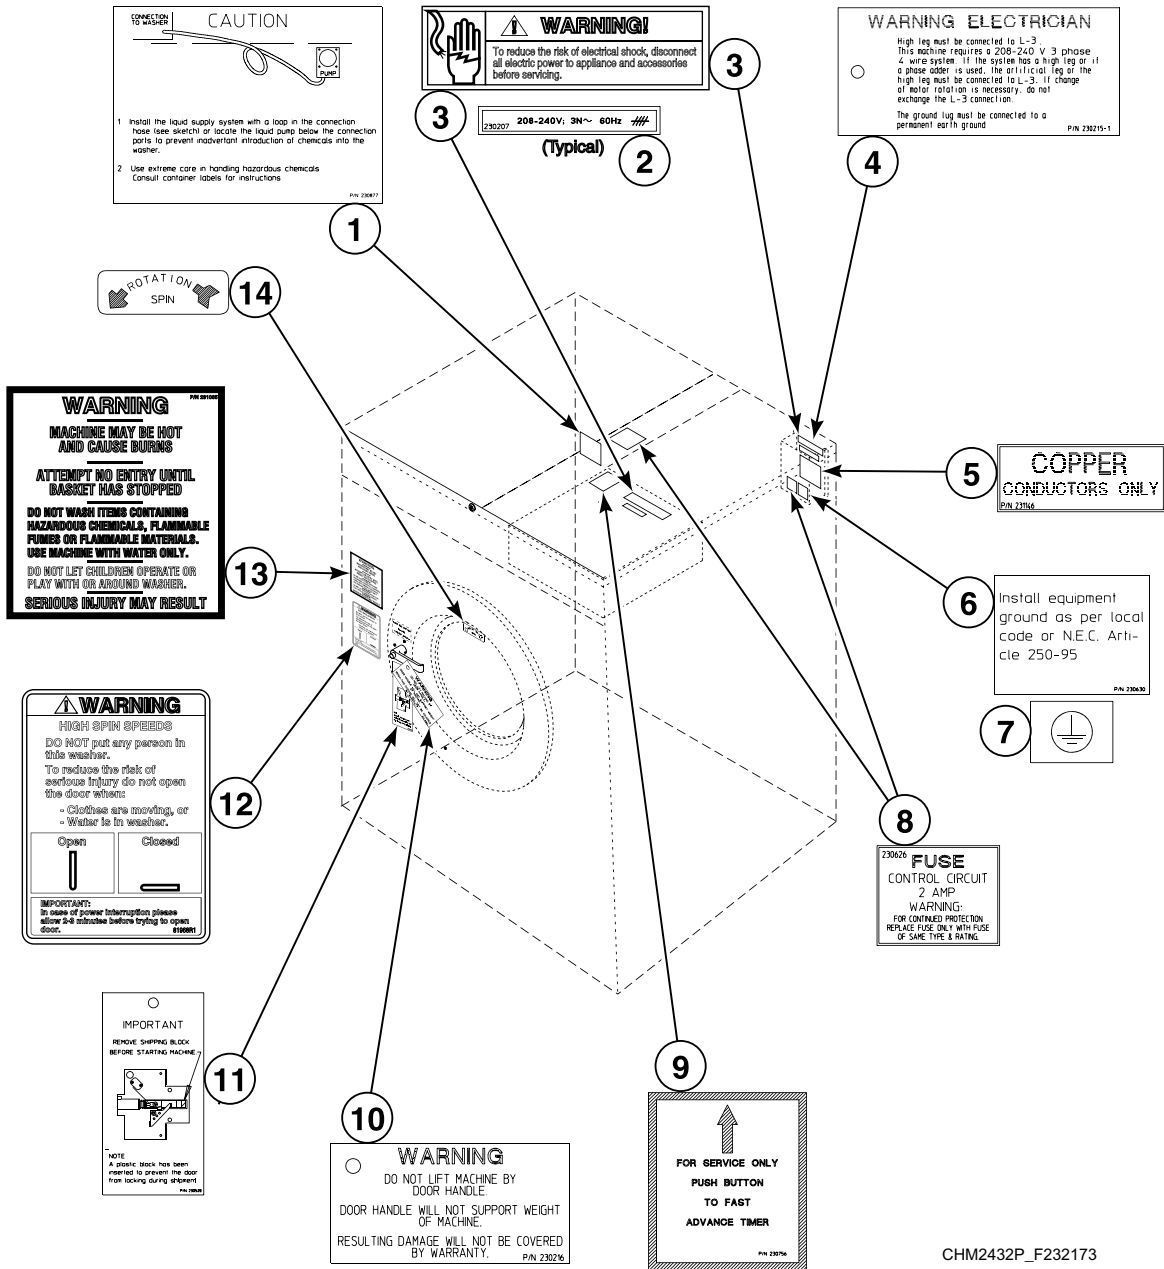 CONNECTION
TO WASHER
CAUTION
PUMP
1 Install the liquid supply system with a loop in the connection
hose (see sketch) or locate the liquid pump below the connection
ports to prevent inadvertant introduction of chemicals into the
washer.
2 Use extreme care in handling hazardous chemicals
Consult container labels for instructions
P/N 230877
1
WARNING!
To reduce the risk of electrical shock, disconnect
all electric power to appliance and accessories
before servicing.
3
3
230207 208-240V; 3N~ 60Hz
(Typical)
2
WARNING ELECTRICIAN
High leg must be connected to L-3.
This machine requires a 208-240 V 3 phase
4 wire system. If the system has a high leg or if
a phase adder is used, the artificial leg or the
high leg must be connected to L-3. If change
of motor rotation is necessary, do not
exchange the L-3 connection.
The ground lug must be connected to a
permanent earth ground
P/N 230215-1
4
ROTATION
SPIN
14
WARNING
MACHINE MAY BE HOT
AND CAUSE BURNS
ATTEMPT NO ENTRY UNTIL
BASKET HAS STOPPED
DO NOT WASH ITEMS CONTAINING
HAZARDOUS CHEMICALS, FLAMMABLE
FUMES OR FLAMMABLE MATERIALS.
USE MACHINE WITH WATER ONLY.
DO NOT LET CHILDREN OPERATE OR
PLAY WITH OR AROUND WASHER.
SERIOUS INJURY MAY RESULT
13
5
COPPER
CONDUCTORS ONLY
P/N 231146
6
Install equipment
ground as per local
code or N.E.C. Arti-
cle 250-95
P/N 230630
7
WARNING
HIGH SPIN SPEEDS
DO NOT put any person in
this washer.
To reduce the risk of
serious injury do not open
the door when:
- Clothes are moving, or
- Water is in washer.
Open
Closed
IMPORTANT:
In case of power interruption please
allow 2-3 minutes before trying to open
door.
81988R1
12
8
230626 FUSE
CONTROL CIRCUIT
2 AMP
WARNING:
FOR CONTINUED PROTECTION
REPLACE FUSE ONLY WITH FUSE
OF SAME TYPE & RATING.
IMPORTANT
REMOVE SHIPPING BLOCK
BEFORE STARTING MACHINE.
NOTE
A plastic block has been
inserted to prevent the door
from locking during shipment
11
10
WARNING
DO NOT LIFT MACHINE BY
DOOR HANDLE.
DOOR HANDLE WILL NOT SUPPORT WEIGHT
OF MACHINE.
RESULTING DAMAGE WILL NOT BE COVERED
BY WARRANTY.
P/N 230216
9
FOR SERVICE ONLY
PUSH BUTTON
TO FAST
ADVANCE TIMER
P/N 230756
CHM2432P_F232173